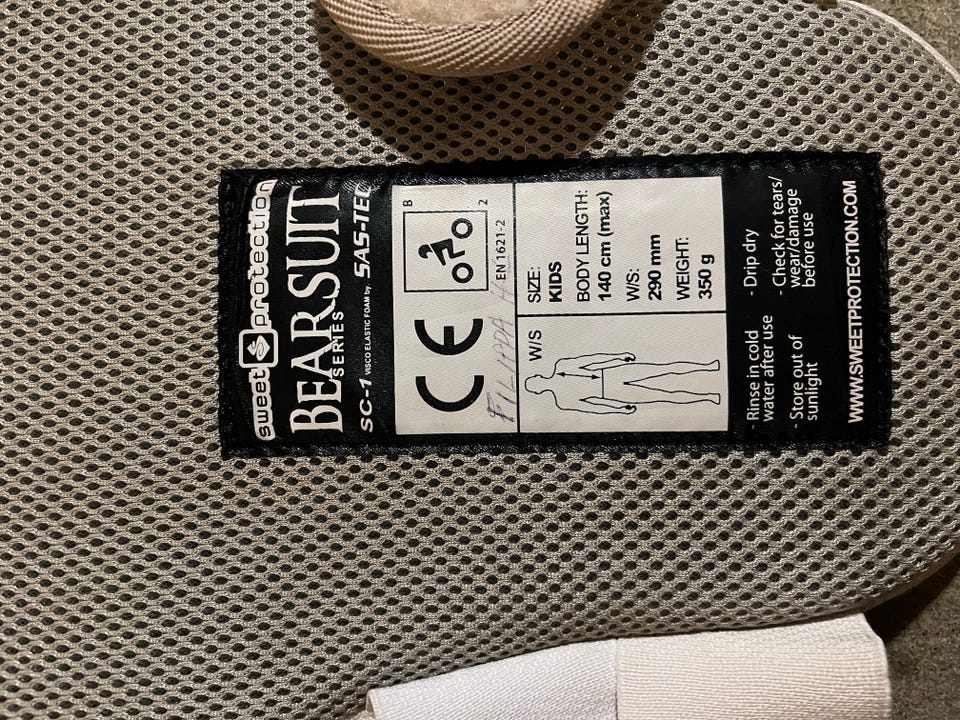 sweet protection
BEARSUIT
SERIES
SC-1 VISCO ELASTIC FOAM by. SAS-TEC
CE
B
2
EN 1621-2
W/S
SIZE:
KIDS
BODY LENGTH:
140 cm (max)
W/S:
290 mm
WEIGHT:
350 g
- Rinse in cold
water after use
- Store out of
sunlight
- Drip dry
- Check for tears/
wear/damage
before use
WWW.SWEETPROTECTION.COM